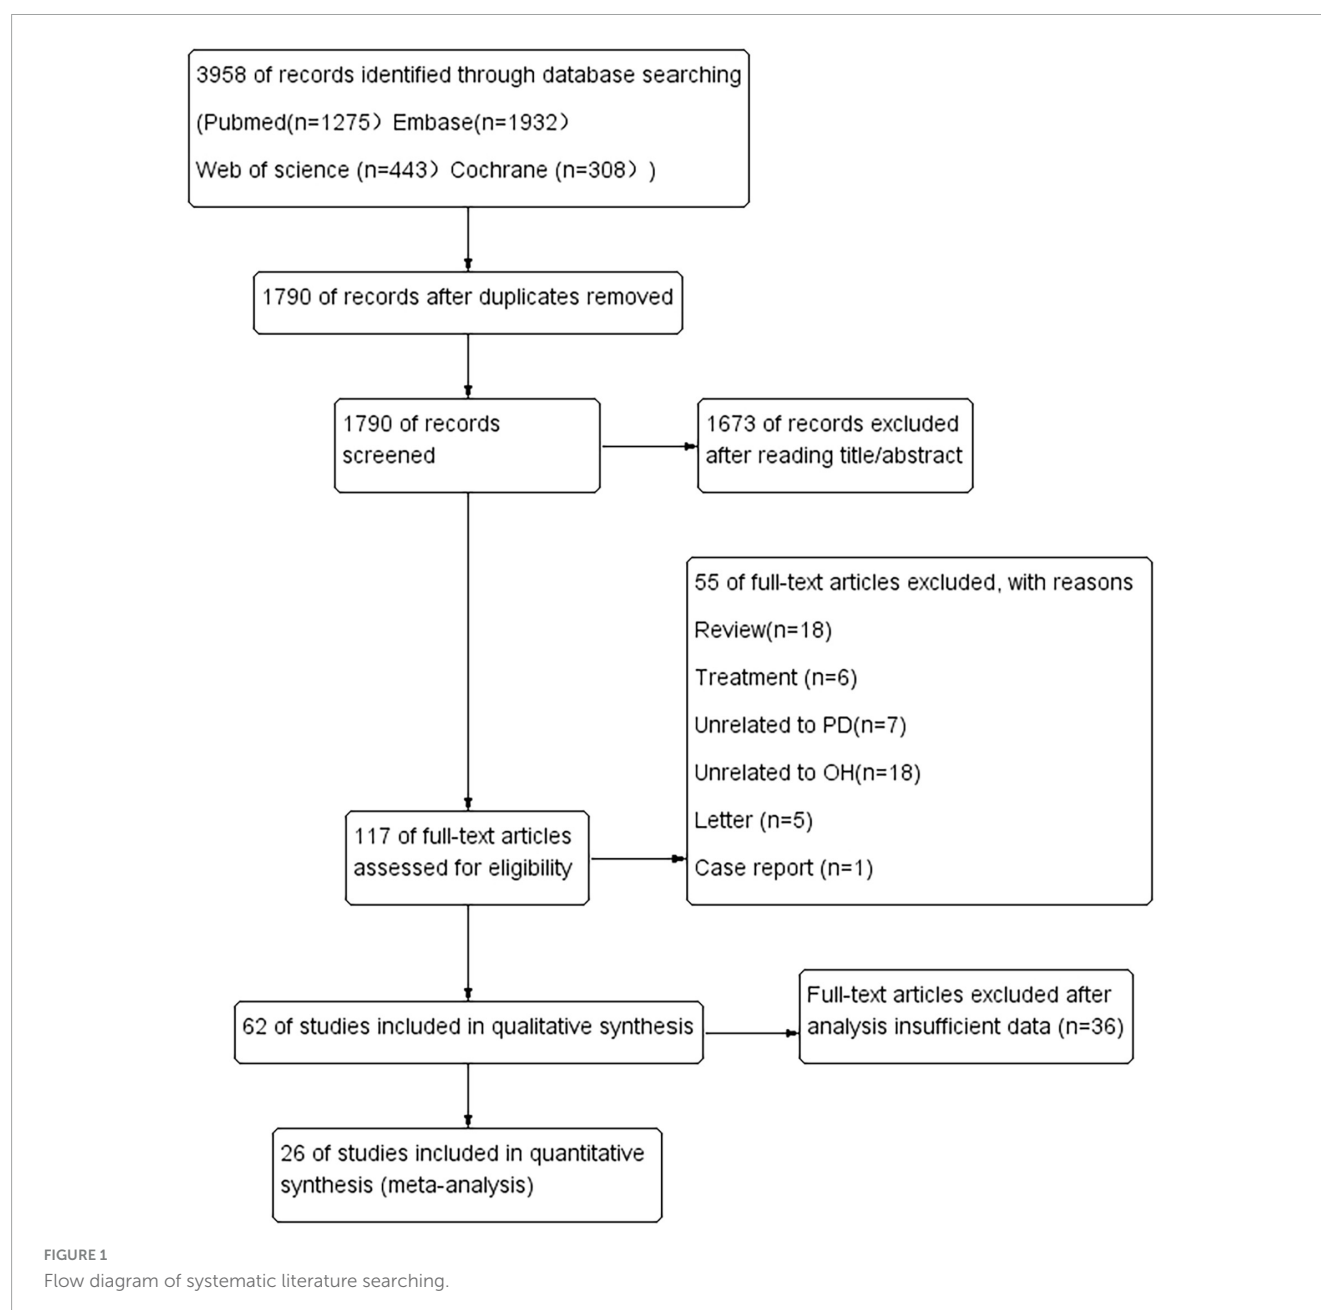 3958 of records identified through database searching
(Pubmed(n=1275） Embase(n=1932）
Web of science (n=443） Cochrane (n=308））
1790 of records after duplicates removed
1790 of records
screened
1673 of records excluded
after reading title/abstract
55 of full-text articles excluded, with reasons
Review(n=18)
Treatment (n=6)
Unrelated to PD(n=7)
Unrelated to OH(n=18)
Letter (n=5)
Case report (n=1)
117 of full-text articles
assessed for eligibility
62 of studies included in qualitative synthesis
Full-text articles excluded after
analysis insufficient data (n=36)
26 of studies included in quantitative
synthesis (meta-analysis)
FIGURE 1
Flow diagram of systematic literature searching.